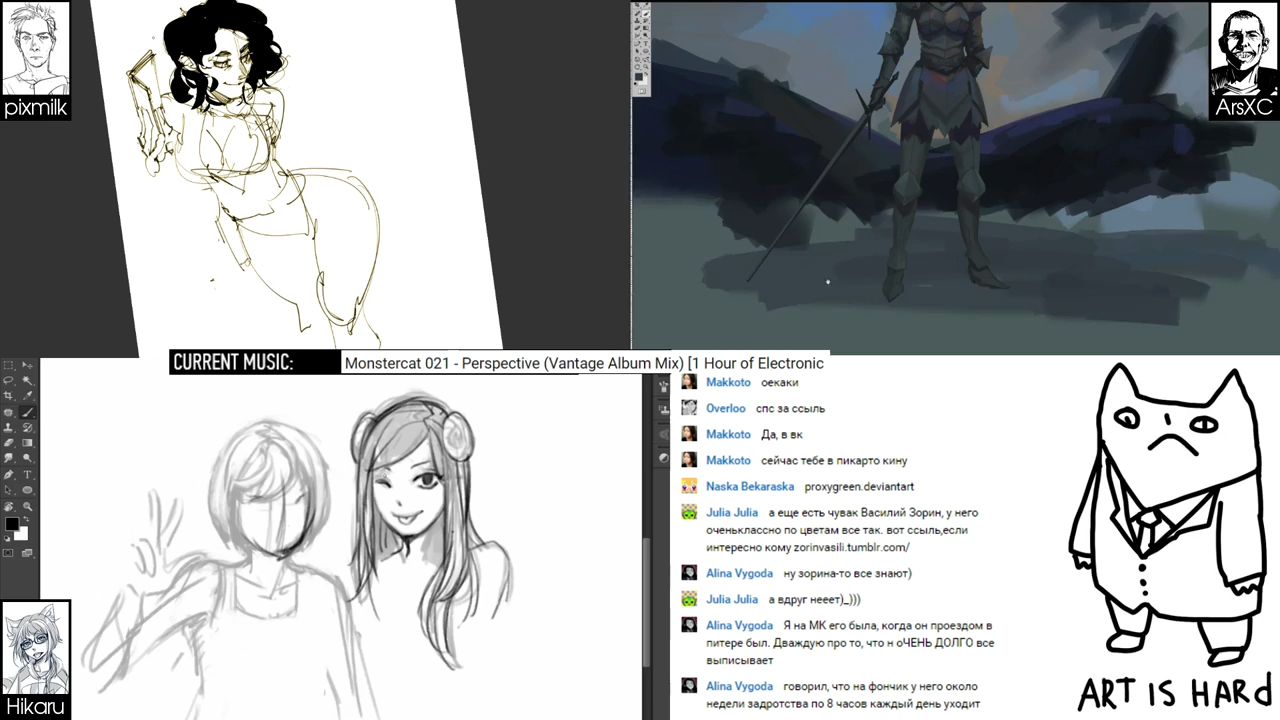 pixmilk
ArsXC
CURRENT MUSIC: Monstercat 021 - Perspective (Vantage Album Mix) [1 Hour of Electronic
Makkoto оекаки
Overloo спс за ссыль
Makkoto Да, в вк
Makkoto сейчас тебе в пикарто кину
Naska Bekaraska proxygreen.deviantart
Julia Julia а еще есть чувак Василий Зорин, у него
оченьклассно по цветам все так. вот ссыль,если
интересно кому zorinvasili.tumblr.com/
Alina Vygoda ну зорина-то все знают)
Julia Julia а вдруг нееет)_)))
Alina Vygoda Я на МК его была, когда он проездом в
питере был. Дваждую про то, что н оЧЕНЬ ДОЛГО все
выписывает
Alina Vygoda говорил, что на фончик у него около
недели задротства по 8 часов каждый день уходит
Hikaru
ART IS HARd